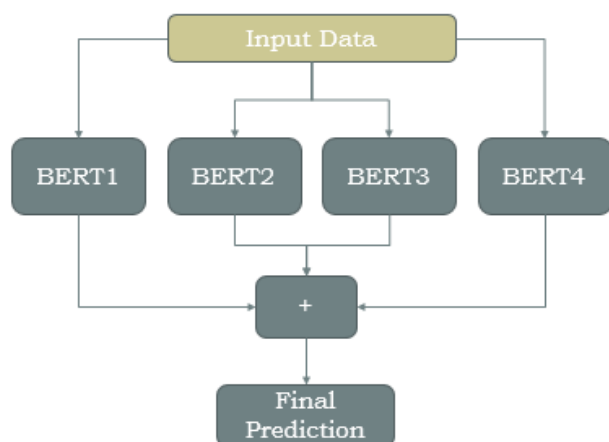 Input Data
BERT1
BERT2
BERT3
BERT4
+
Final
Prediction